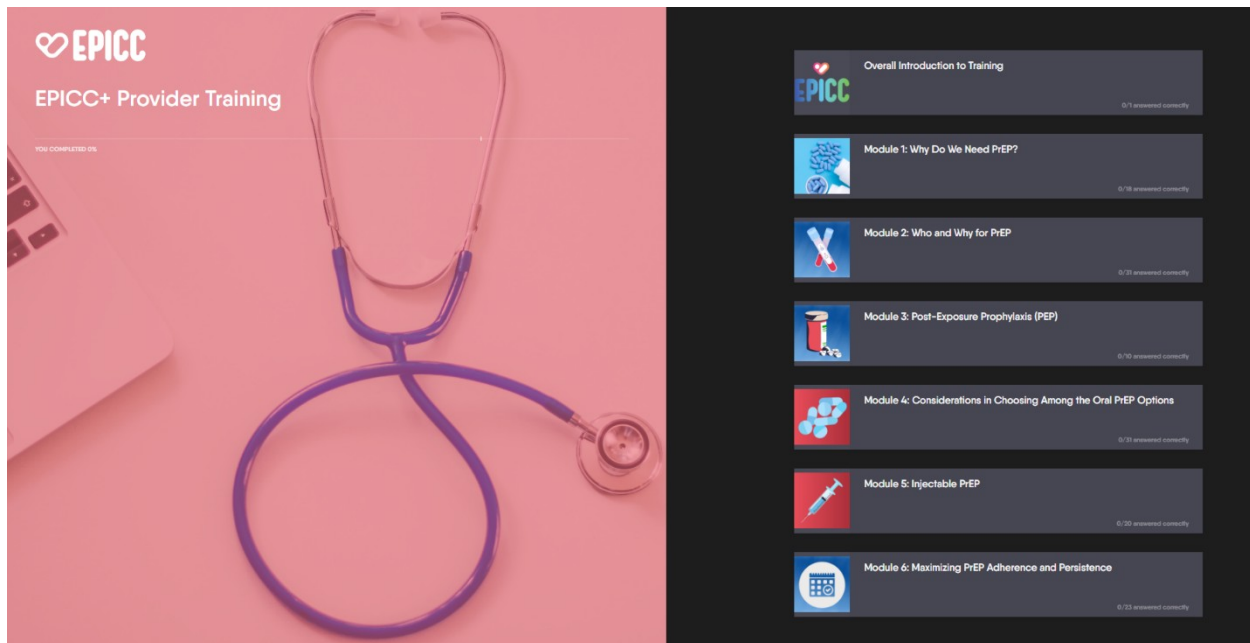 EPICC
EPICC+ Provider Training
YOU COMPLETED 0%
EPICC
Overall Introduction to Training
0/1 answered correctly
Module 1: Why Do We Need PrEP?
0/18 answered correctly
Module 2: Who and Why for PrEP
0/21 answered correctly
Module 3: Post-Exposure Prophylaxis (PEP)
0/10 answered correctly
Module 4: Considerations in Choosing Among the Oral PrEP Options
0/31 answered correctly
Module 5: Injectable PrEP
0/20 answered correctly
Module 6: Maximizing PrEP Adherence and Persistence
0/23 answered correctly